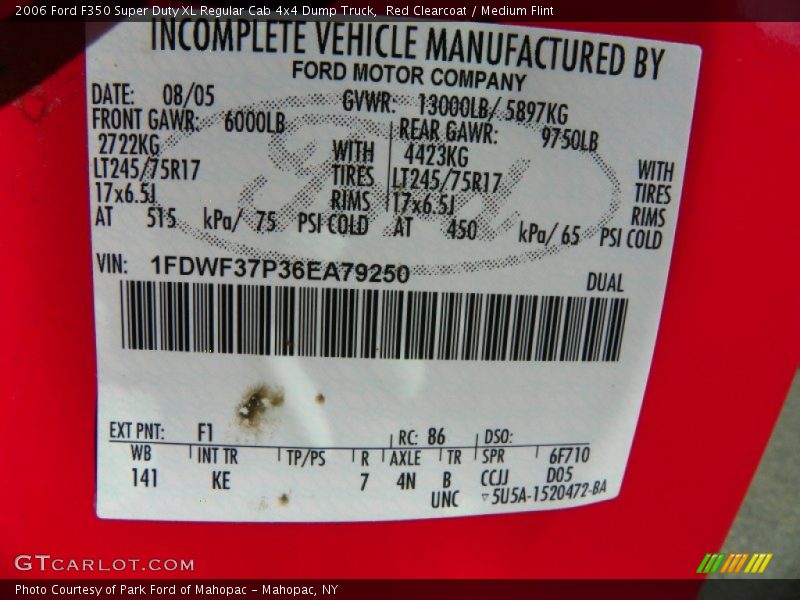 2006 Ford F350 Super Duty XL Regular Cab 4x4 Dump Truck, Red Clearcoat / Medium Flint
INCOMPLETE VEHICLE MANUFACTURED BY
FORD MOTOR COMPANY
DATE: 08/05 GVWR: 13000LB/ 5897KG
FRONT GAWR: 6000LB REAR GAWR: 9750LB
2722KG WITH 4423KG WITH
LT245/75R17 TIRES LT245/75R17 TIRES
17x6.5J RIMS 17x6.5J RIMS
AT 515 kPa/ 75 PSI COLD AT 450 kPa/ 65 PSI COLD
VIN: 1FDWF37P36EA79250 DUAL
EXT PNT: F1 RC: 86 DSO:
WB INT TR TP/PS R AXLE TR SPR 6F710
141 KE 7 4N B CCJJ D05
UNC ▽5U5A-1520472-BA
GTCARLOT.COM
Photo Courtesy of Park Ford of Mahopac - Mahopac, NY